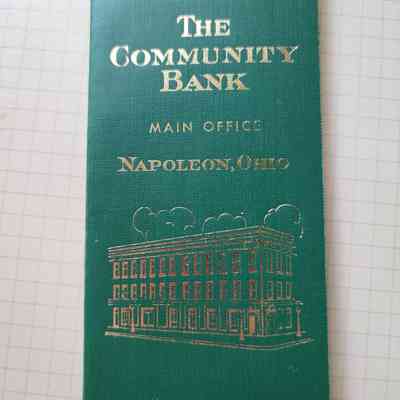 THE
COMMUNITY
BANK
MAIN OFFICE
NAPOLEON, OHIO